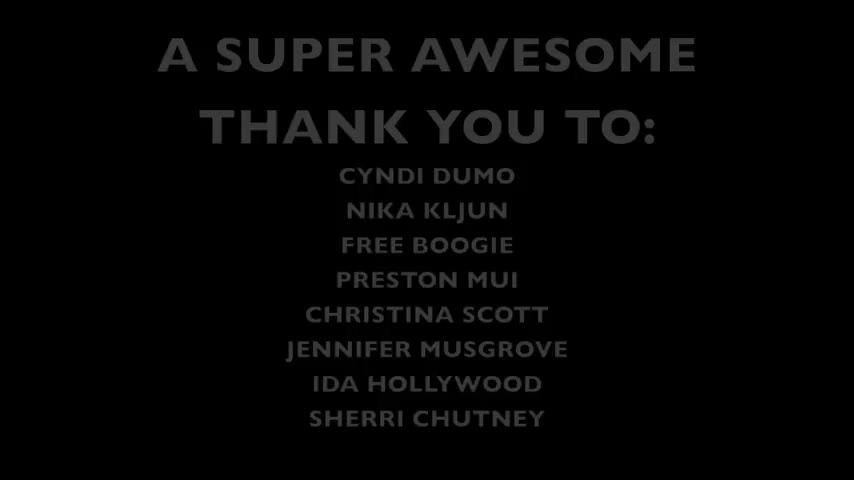 A SUPER AWESOME
THANK YOU TO:
CYNDI DUMO
NIKA KLJUN
FREE BOOGIE
PRESTON MUI
CHRISTINA SCOTT
JENNIFER MUSGROVE
IDA HOLLYWOOD
SHERRI CHUTNEY